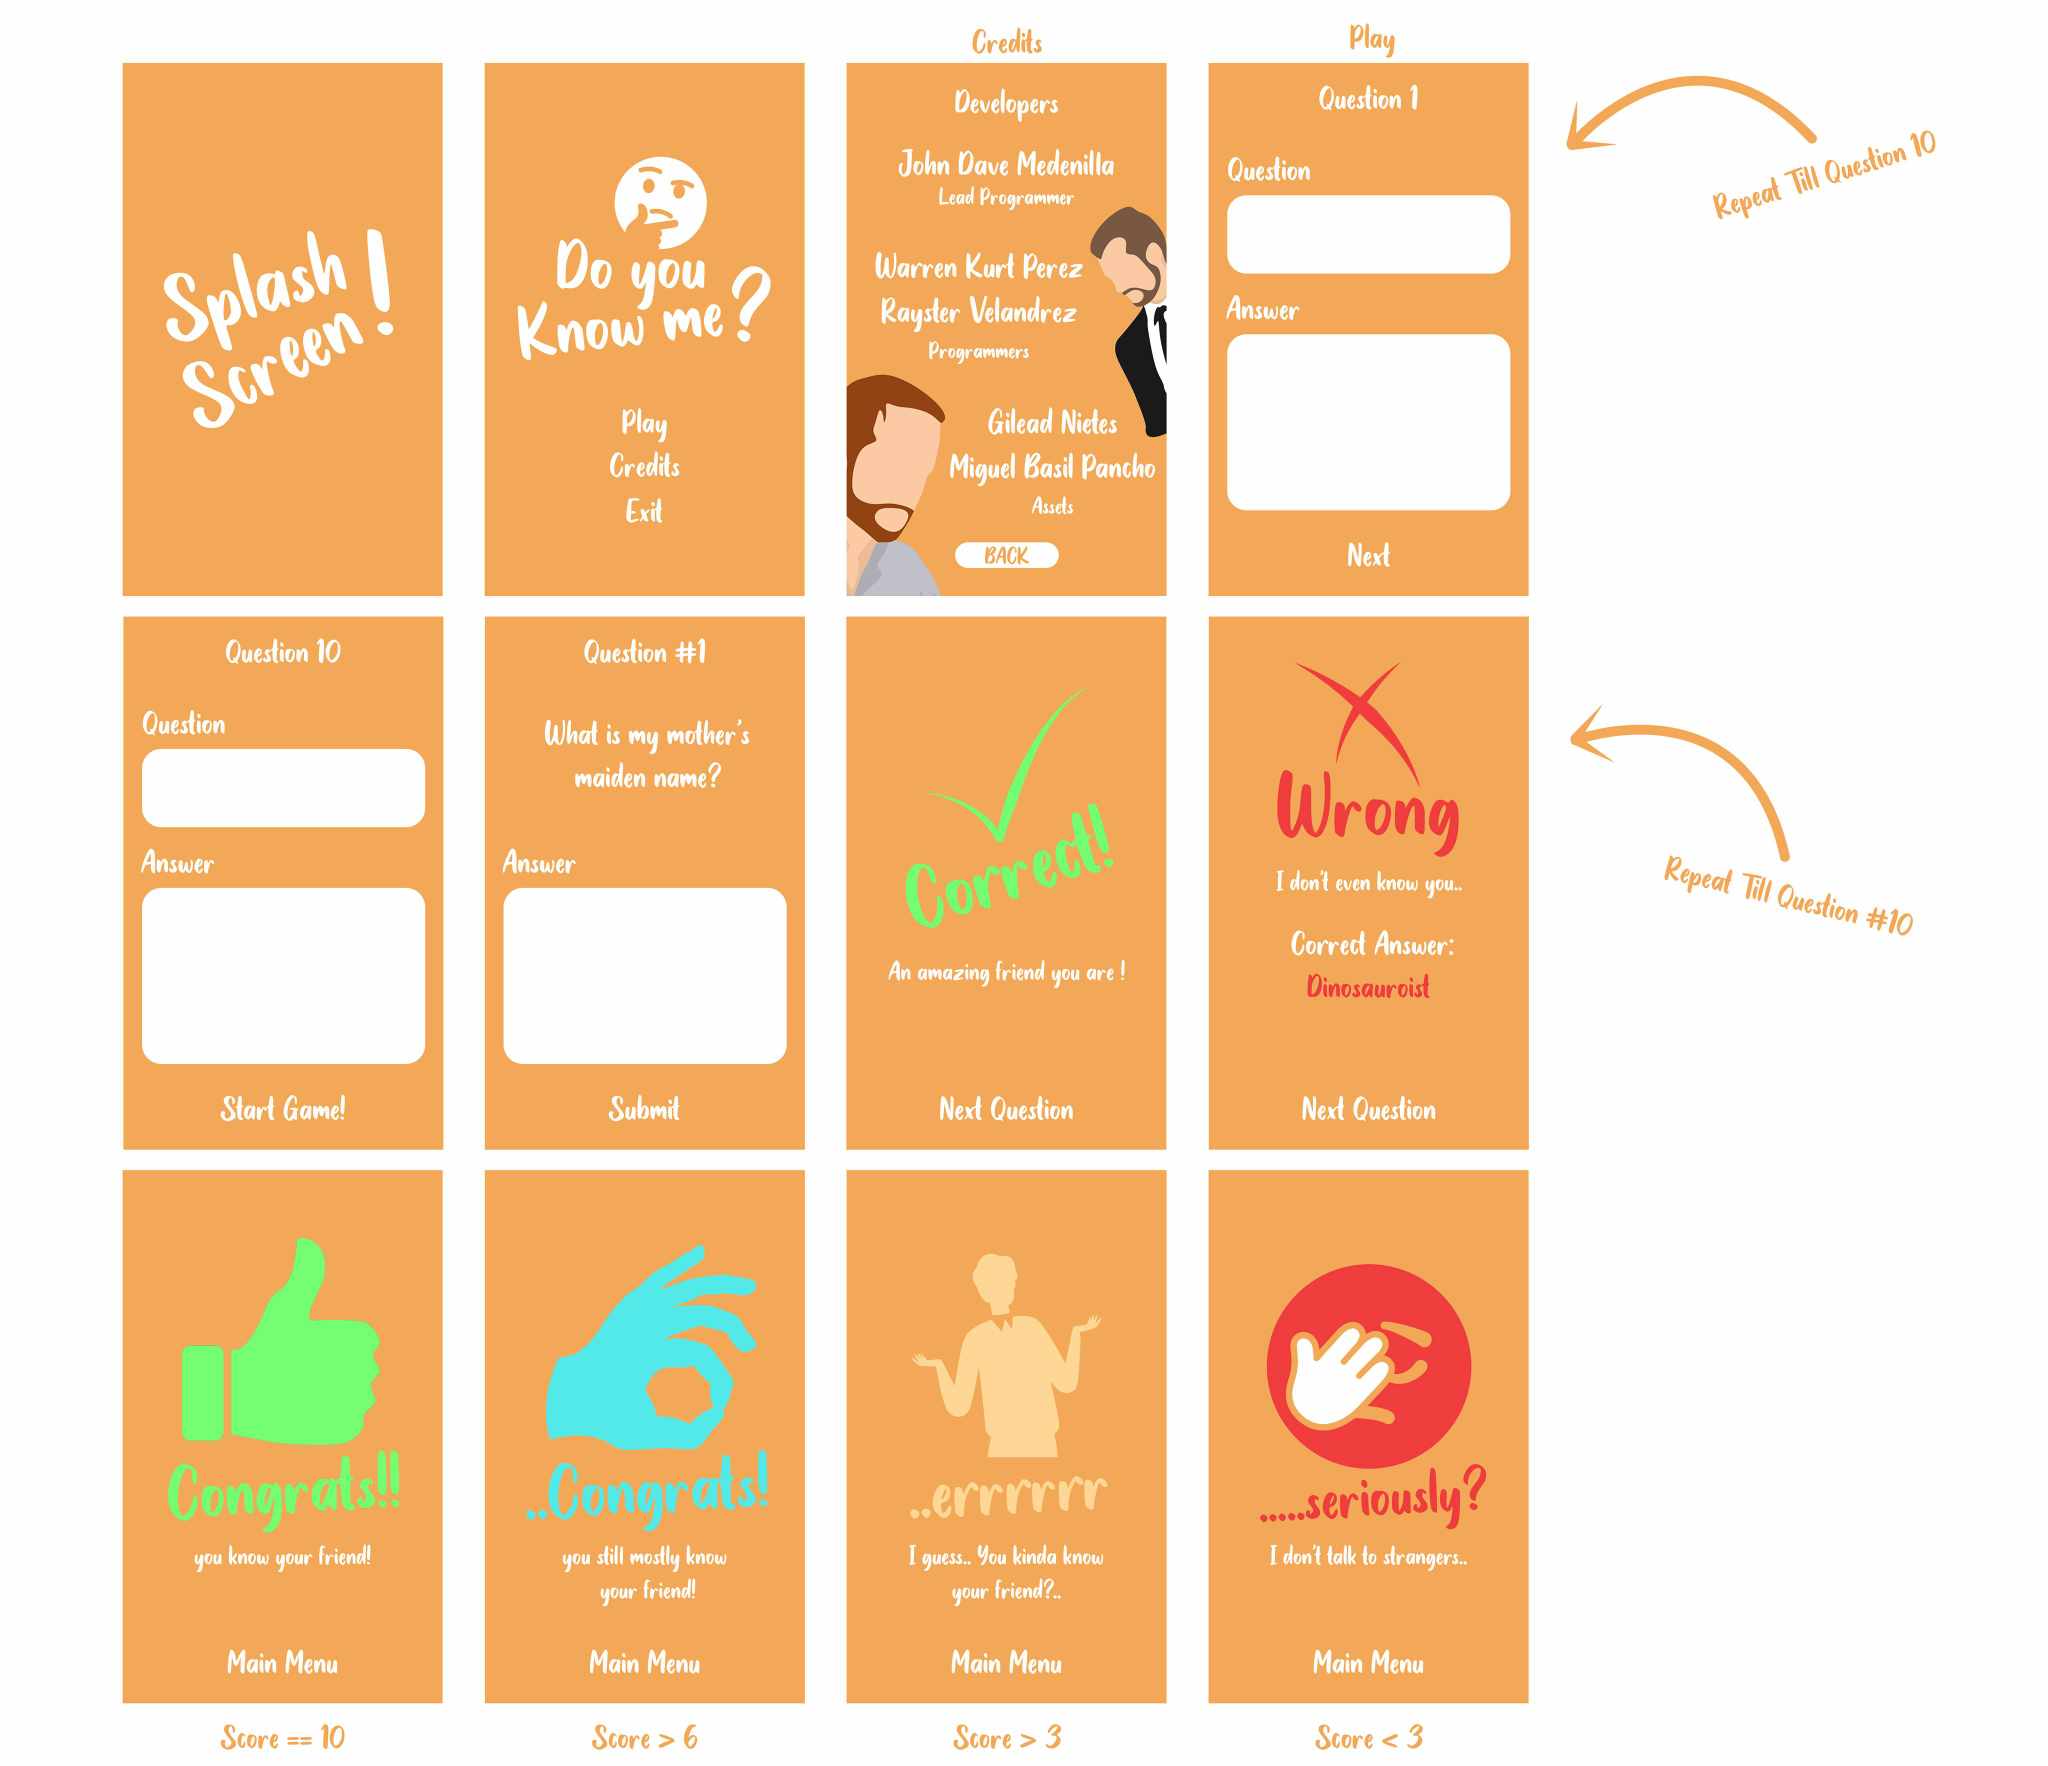 Splash
Screen!
Do you
Know me?
Play
Credits
Exit
Credits
Developers
John Dave Medenilla
Lead Programmer
Warren Kurt Perez
Rayster Velandrez
Programmers
Gilead Nietes
Miguel Basil Pancho
Assets
BACK
Play
Question 1
Question
Answer
Next
Repeat Till Question 10
Question 10
Question
Answer
Start Game!
Question #1
What is my mother's
maiden name?
Answer
Submit
Correct!
An amazing friend you are !
Next Question
Wrong
I don't even know you..
Correct Answer:
Dinosauroist
Next Question
Repeat Till Question #10
Congrats!!
you know your friend!
Main Menu
Score == 10
..Congrats!
you still mostly know
your friend!
Main Menu
Score > 6
..errrrrr
I guess.. You kinda know
your friend?..
Main Menu
Score > 3
.....seriously?
I don't talk to strangers..
Main Menu
Score < 3